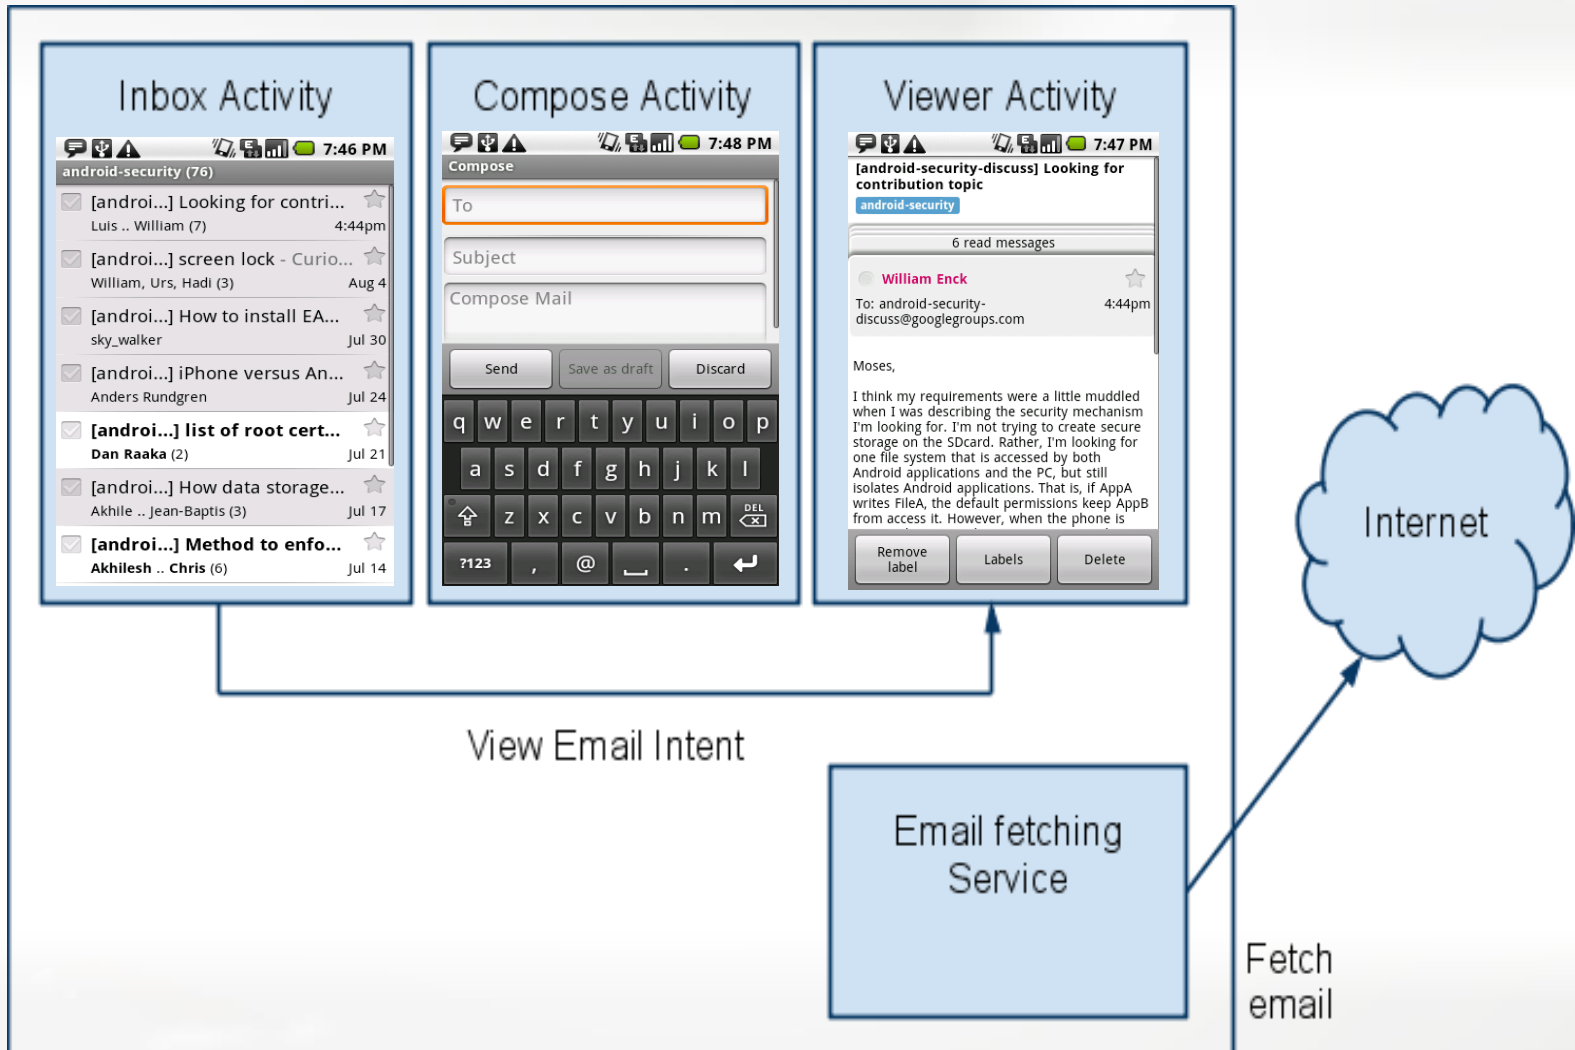 Inbox Activity
7:46 PM
android-security (76)
[androi...] Looking for contri...
Luis .. William (7) 4:44pm
[androi...] screen lock - Curio...
William, Urs, Hadi (3) Aug 4
[androi...] How to install EA...
sky_walker Jul 30
[androi...] iPhone versus An...
Anders Rundgren Jul 24
[androi...] list of root cert...
Dan Raaka (2) Jul 21
[androi...] How data storage...
Akhile .. Jean-Baptis (3) Jul 17
[androi...] Method to enfo...
Akhilesh .. Chris (6) Jul 14
Compose Activity
7:48 PM
Compose
To
Subject
Compose Mail
Send Save as draft Discard
q w e r t y u i o p
a s d f g h j k l
z x c v b n m DEL
?123 , @ .
Viewer Activity
7:47 PM
[android-security-discuss] Looking for
contribution topic
android-security
6 read messages
William Enck
To: android-security- 4:44pm
discuss@googlegroups.com
Moses,
I think my requirements were a little muddled
when I was describing the security mechanism
I'm looking for. I'm not trying to create secure
storage on the SDcard. Rather, I'm looking for
one file system that is accessed by both
Android applications and the PC, but still
isolates Android applications. That is, if AppA
writes FileA, the default permissions keep AppB
from access it. However, when the phone is
Remove
label
Labels
Delete
View Email Intent
Email fetching
Service
Internet
Fetch
email